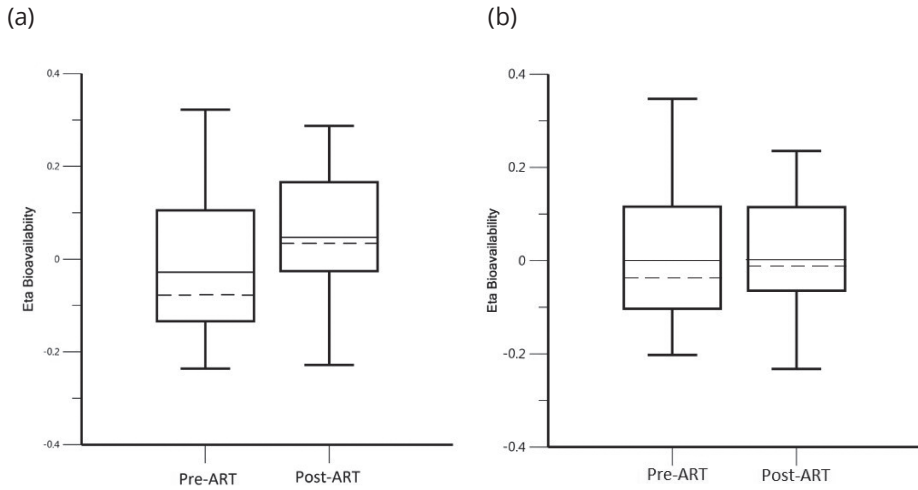 (a)
Eta Bioavailabiity
0.4
0.2
0
-0.2
-0.4
Pre-ART Post-ART
(b)
Eta Bioavailability
0.4
0.2
0
-0.2
-0.4
Pre-ART Post-ART